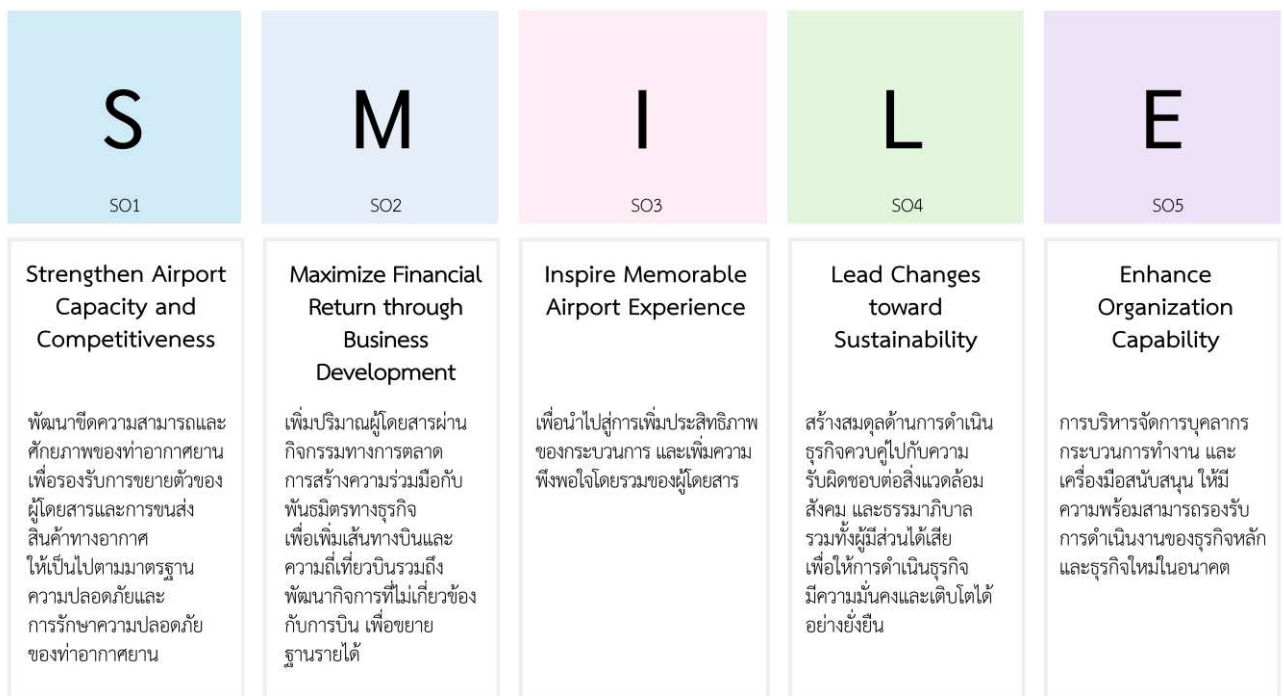 S
SO1
Strengthen Airport
Capacity and
Competitiveness
พัฒนาขีดความสามารถและ
ศักยภาพของท่าอากาศยาน
เพื่อรองรับการขยายตัวของ
ผู้โดยสารและการขนส่ง
สินค้าทางอากาศ
ให้เป็นไปตามมาตรฐาน
ความปลอดภัยและ
การรักษาความปลอดภัย
ของท่าอากาศยาน
M
SO2
Maximize Financial
Return through
Business
Development
เพิ่มปริมาณผู้โดยสารผ่าน
กิจกรรมทางการตลาด
การสร้างความร่วมมือกับ
พันธมิตรทางธุรกิจ
เพื่อเพิ่มเส้นทางบินและ
ความถี่เที่ยวบินรวมถึง
พัฒนากิจการที่ไม่เกี่ยวข้อง
กับการบิน เพื่อขยาย
ฐานรายได้
I
SO3
Inspire Memorable
Airport Experience
เพื่อนำไปสู่การเพิ่มประสิทธิภาพ
ของกระบวนการ และเพิ่มความ
พึงพอใจโดยรวมของผู้โดยสาร
L
SO4
Lead Changes
toward
Sustainability
สร้างสมดุลด้านการดำเนิน
ธุรกิจควบคู่ไปกับความ
รับผิดชอบต่อสิ่งแวดล้อม
สังคม และธรรมาภิบาล
รวมทั้งผู้มีส่วนได้เสีย
เพื่อให้การดำเนินธุรกิจ
มีความมั่นคงและเติบโตได้
อย่างยั่งยืน
E
SO5
Enhance
Organization
Capability
การบริหารจัดการบุคลากร
กระบวนการทำงาน และ
เครื่องมือสนับสนุน ให้มี
ความพร้อมสามารถรองรับ
การดำเนินงานของธุรกิจหลัก
และธุรกิจใหม่ในอนาคต